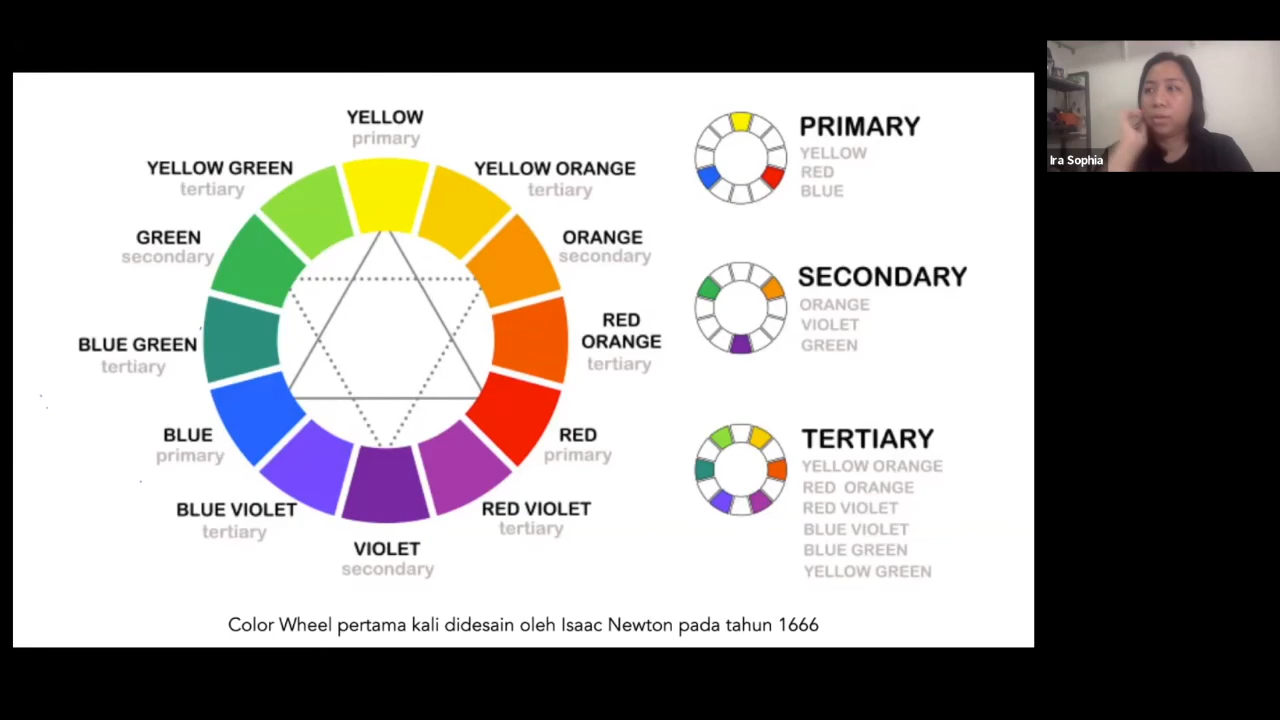 YELLOW
primary
YELLOW GREEN
tertiary
YELLOW ORANGE
tertiary
GREEN
secondary
ORANGE
secondary
BLUE GREEN
tertiary
RED
ORANGE
tertiary
BLUE
primary
RED
primary
BLUE VIOLET
tertiary
RED VIOLET
tertiary
VIOLET
secondary
PRIMARY
YELLOW
RED
BLUE
SECONDARY
ORANGE
VIOLET
GREEN
TERTIARY
YELLOW ORANGE
RED ORANGE
RED VIOLET
BLUE VIOLET
BLUE GREEN
YELLOW GREEN
Color Wheel pertama kali didesain oleh Isaac Newton pada tahun 1666
Ira Sophia